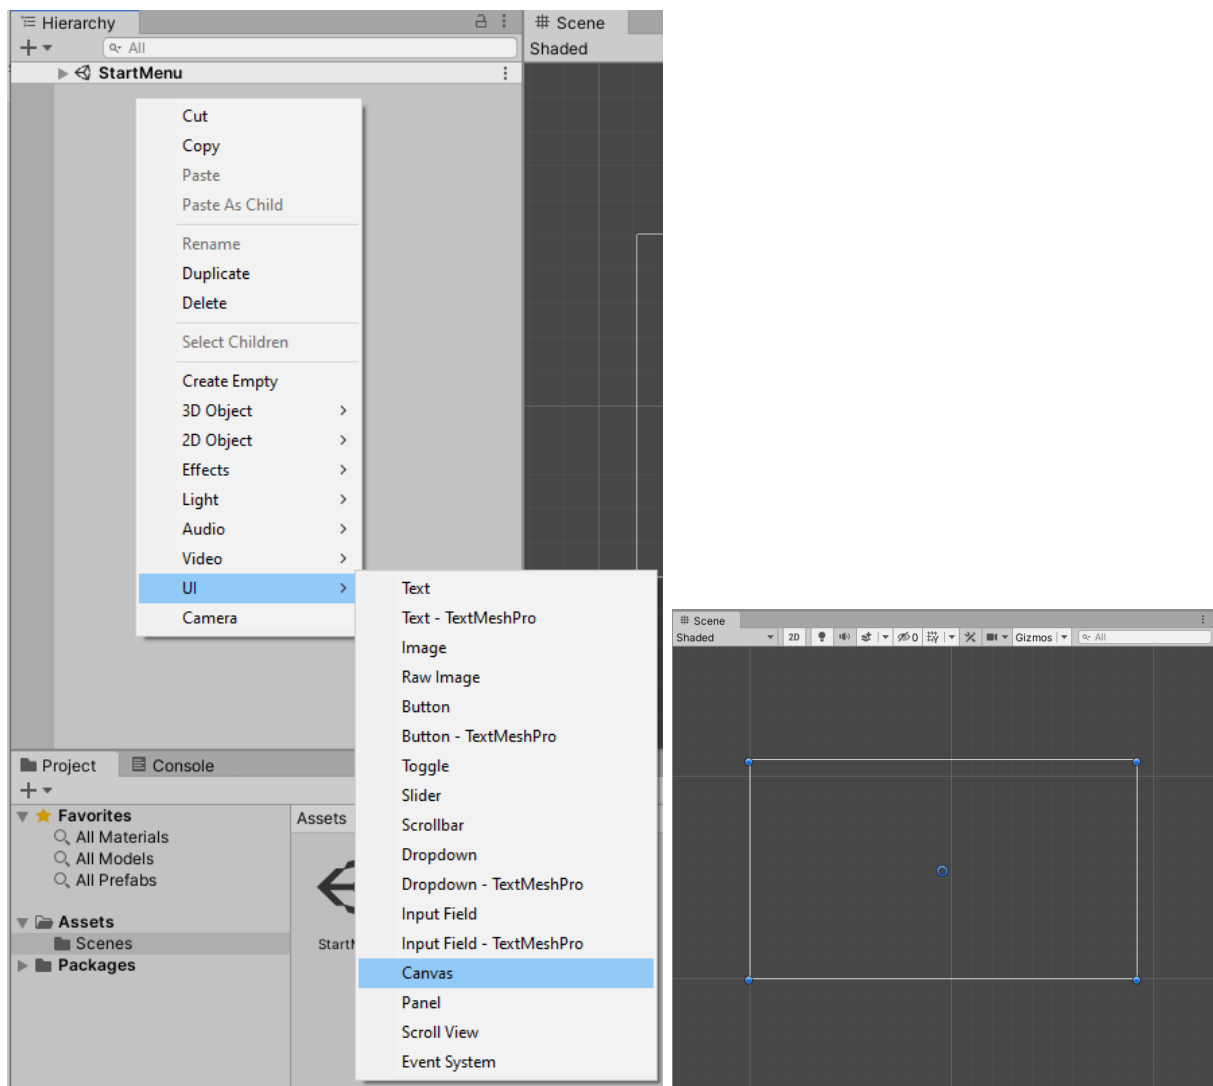 Hierarchy
All
StartMenu
Cut
Copy
Paste
Paste As Child
Rename
Duplicate
Delete
Select Children
Create Empty
3D Object
2D Object
Effects
Light
Audio
Video
UI
Camera
Text
Text - TextMeshPro
Image
Raw Image
Button
Button - TextMeshPro
Toggle
Slider
Scrollbar
Dropdown
Dropdown - TextMeshPro
Input Field
Input Field - TextMeshPro
Canvas
Panel
Scroll View
Event System
Scene
Shaded
Project
Console
Favorites
All Materials
All Models
All Prefabs
Assets
Scenes
Packages
Assets
Start
Scene
Shaded 2D 0 Gizmos All